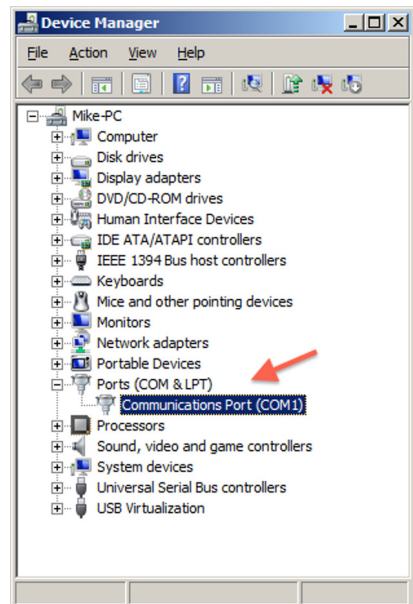 Device Manager
File Action View Help
Mike-PC
Computer
Disk drives
Display adapters
DVD/CD-ROM drives
Human Interface Devices
IDE ATA/ATAPI controllers
IEEE 1394 Bus host controllers
Keyboards
Mice and other pointing devices
Monitors
Network adapters
Portable Devices
Ports (COM & LPT)
Communications Port (COM1)
Processors
Sound, video and game controllers
System devices
Universal Serial Bus controllers
USB Virtualization